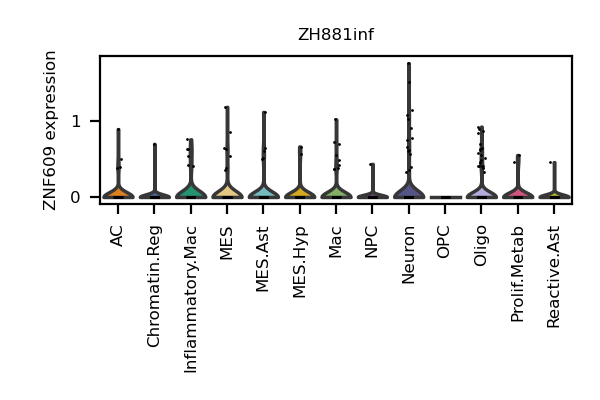 ZH881inf
ZNF609 expression
1
0
AC
Chromatin.Reg
Inflammatory.Mac
MES
MES.Ast
MES.Hyp
Mac
NPC
Neuron
OPC
Oligo
Prolif.Metab
Reactive.Ast